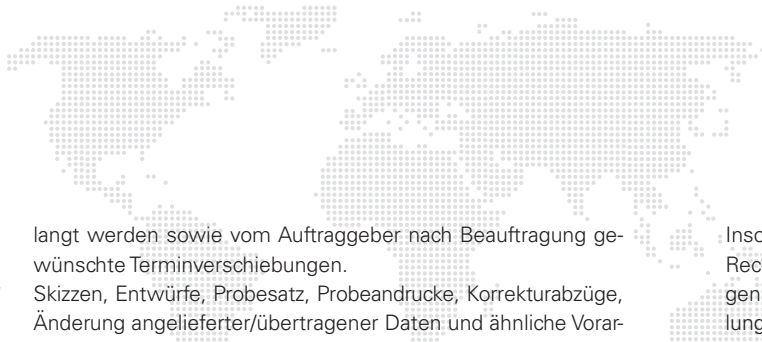 langt werden sowie vom Auftraggeber nach Beauftragung ge-
wünschte Terminverschiebungen.
Skizzen, Entwürfe, Probesatz, Probeandrucke, Korrekturabzüge,
Änderung angelieferter/übertragener Daten und ähnliche Vorar-